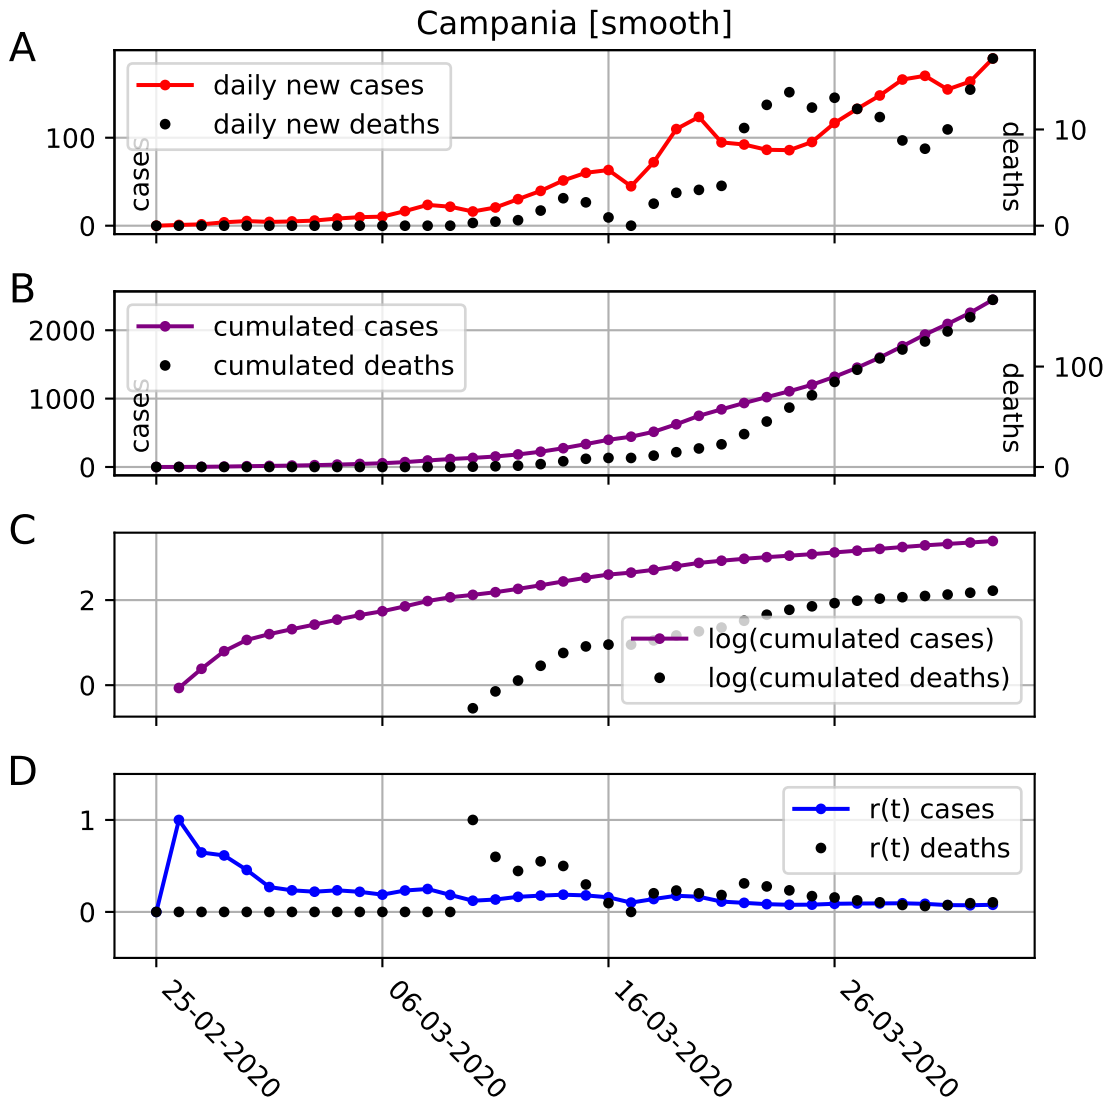 Campania [smooth]
A
daily new cases
daily new deaths
100
0
cases
10
0
deaths
B
cumulated cases
cumulated deaths
2000
1000
0
cases
100
0
deaths
C
2
0
log(cumulated cases)
log(cumulated deaths)
D
1
0
r(t) cases
r(t) deaths
25-02-2020
06-03-2020
16-03-2020
26-03-2020